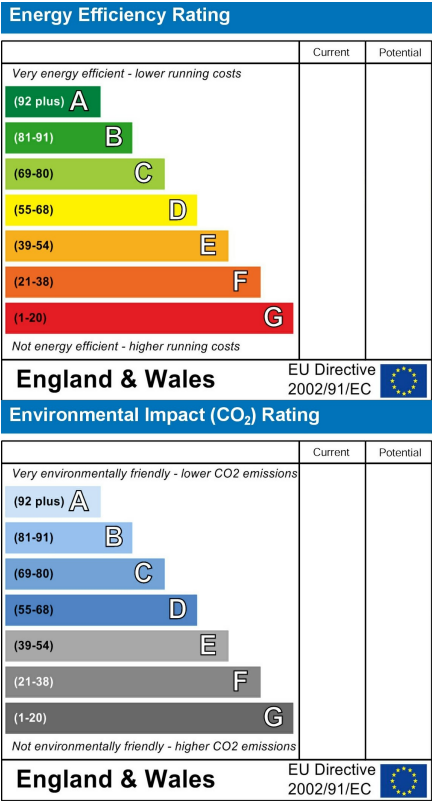 Energy Efficiency Rating
Current Potential
Very energy efficient - lower running costs
(92 plus) A
(81-91) B
(69-80) C
(55-68) D
(39-54) E
(21-38) F
(1-20) G
Not energy efficient - higher running costs
England & Wales
EU Directive
2002/91/EC
Environmental Impact (CO₂) Rating
Current Potential
Very environmentally friendly - lower CO2 emissions
(92 plus) A
(81-91) B
(69-80) C
(55-68) D
(39-54) E
(21-38) F
(1-20) G
Not environmentally friendly - higher CO2 emissions
England & Wales
EU Directive
2002/91/EC